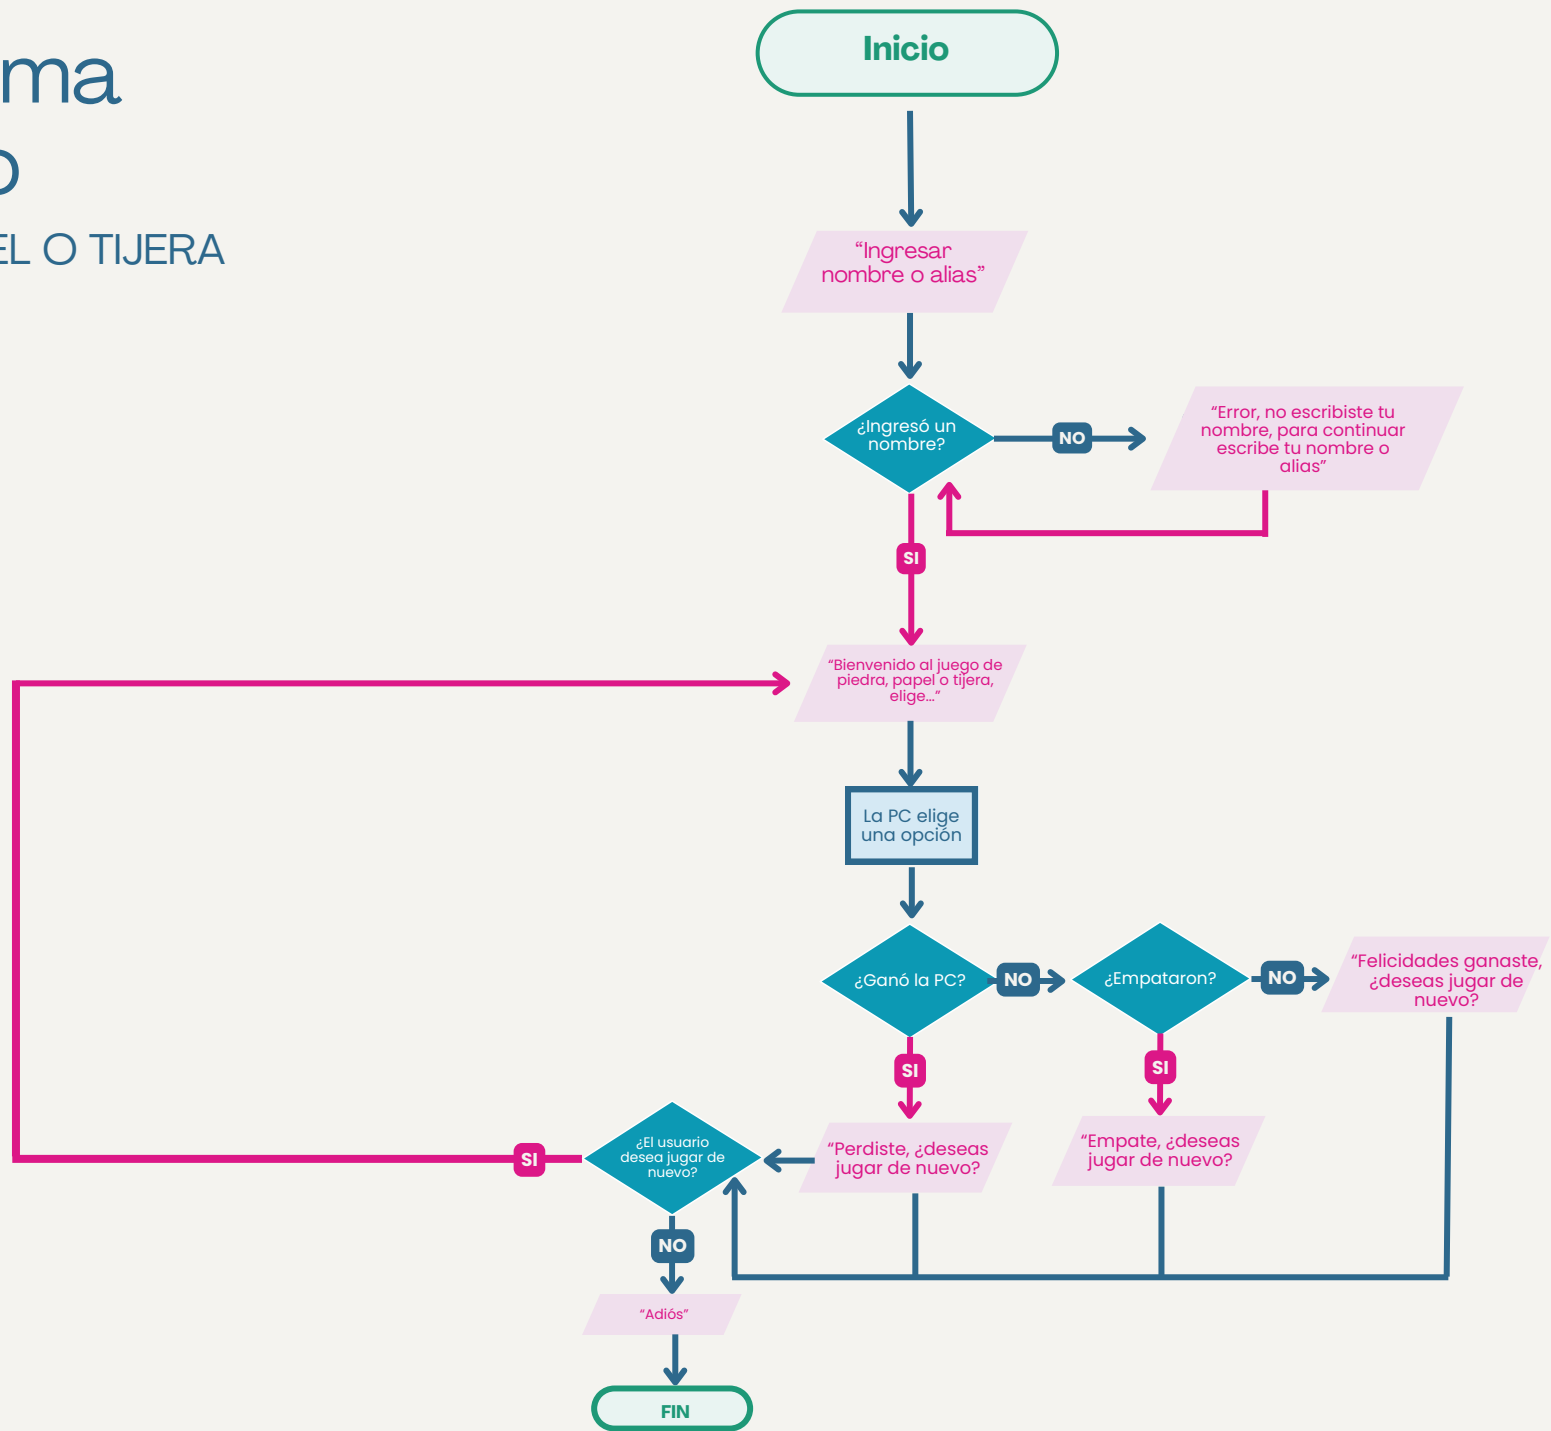 ma
o
EL O TIJERA
Inicio
“Ingresar
nombre o alias”
¿Ingresó un
nombre?
NO
“Error, no escribiste tu
nombre, para continuar
escribe tu nombre o
alias”
SI
“Bienvenido al juego de
piedra, papel o tijera,
elige...”
La PC elige
una opción
¿Ganó la PC?
NO
¿Empataron?
NO
“Felicidades ganaste,
¿deseas jugar de
nuevo?
SI
SI
“Perdiste, ¿deseas
jugar de nuevo?
“Empate, ¿deseas
jugar de nuevo?
¿El usuario
desea jugar de
nuevo?
SI
NO
“Adiós”
FIN